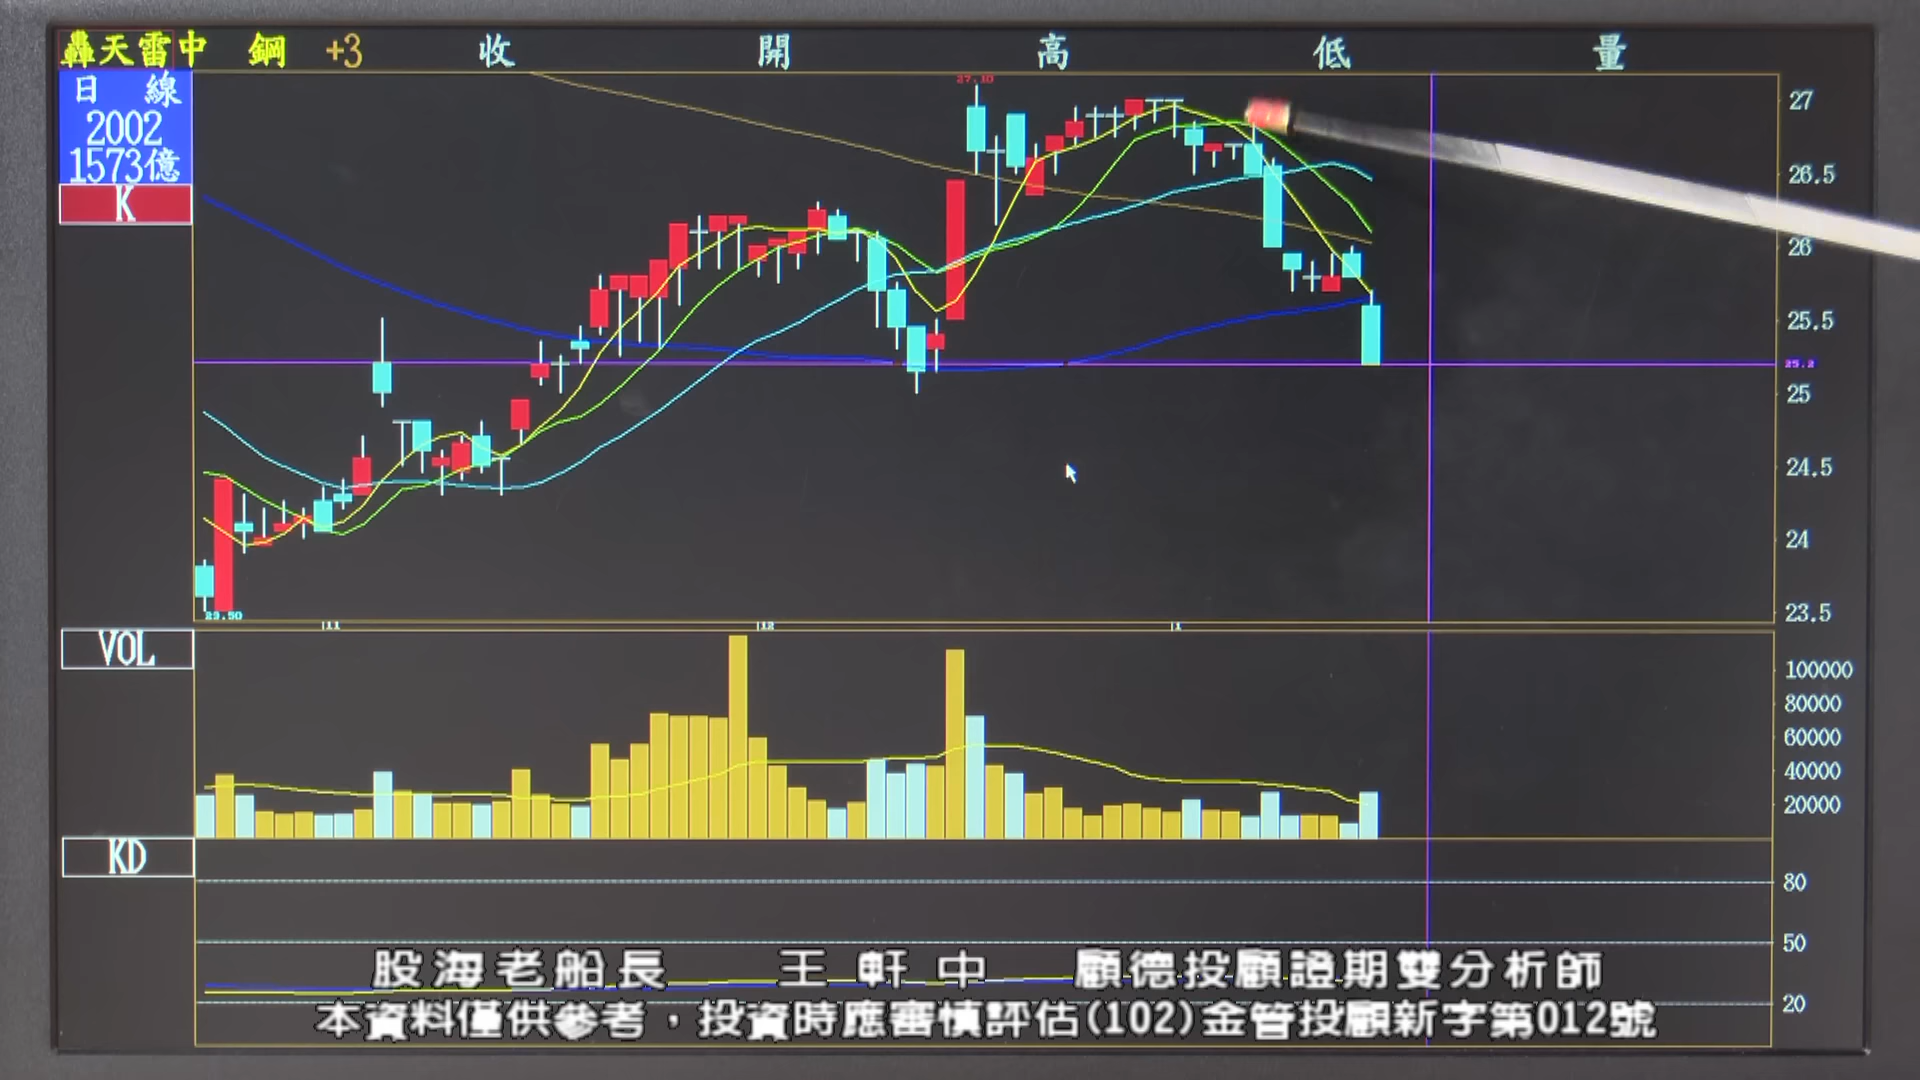 轟天雷中 鋼 +3 收 開 高 低 量
日 線
2002
1573億
K
27.10
27
26.5
26
25.5
25.2
25
24.5
24
23.5
23.50
11 12 1
VOL
100000
80000
60000
40000
20000
KD
80
50
20
股海老船長 王軒中 顧德投顧證期雙分析師
本資料僅供參考,投資時應審慎評估(102)金管投顧新字第012號